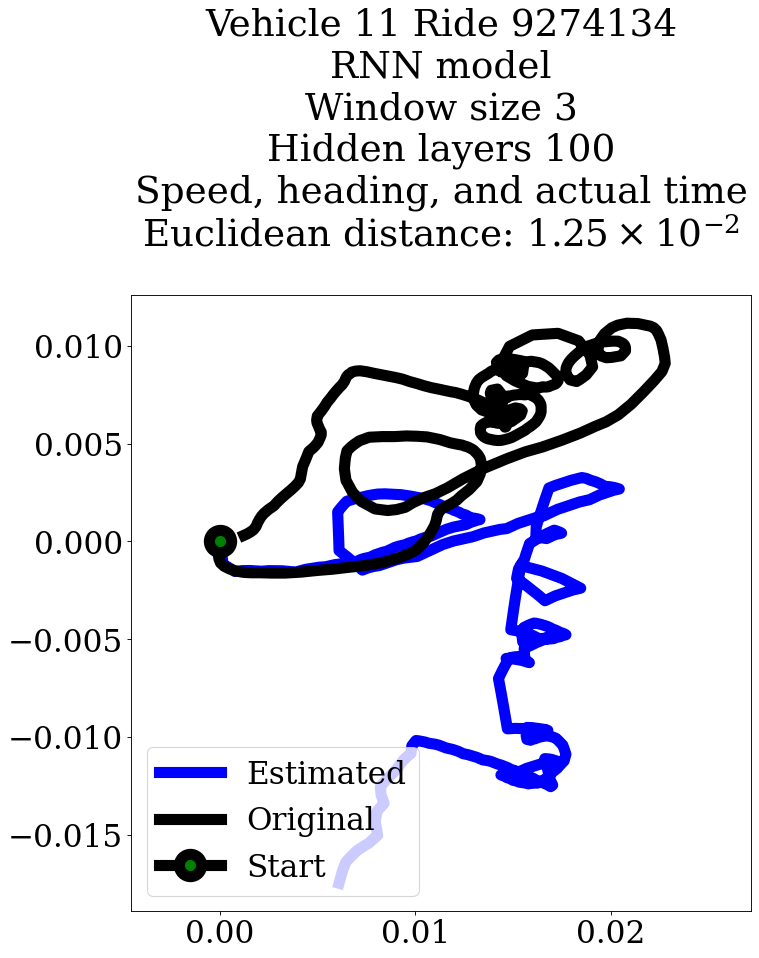 Vehicle 11 Ride 9274134
RNN model
Window size 3
Hidden layers 100
Speed, heading, and actual time
Euclidean distance: 1.25 × 10⁻²
0.010
0.005
0.000
−0.005
−0.010
−0.015
Estimated
Original
Start
0.00 0.01 0.02